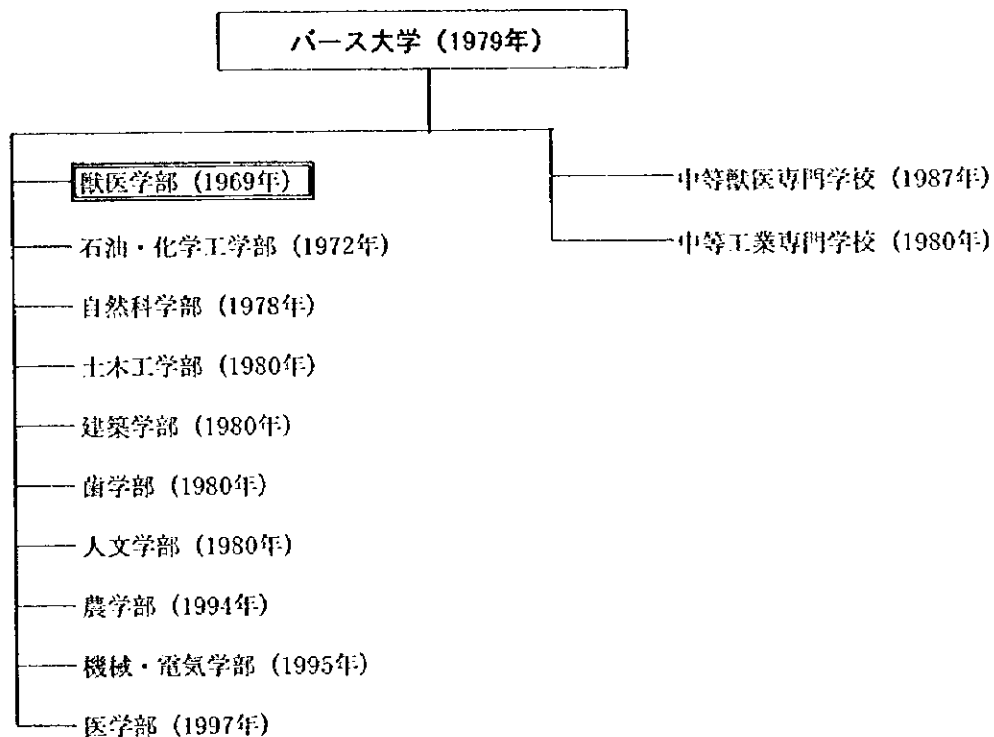 バース大学 (1979年)
獣医学部 (1969年)
石油・化学工学部 (1972年)
自然科学部 (1978年)
土木工学部 (1980年)
建築学部 (1980年)
歯学部 (1980年)
人文学部 (1980年)
農学部 (1994年)
機械・電気学部 (1995年)
医学部 (1997年)
中等獣医専門学校 (1987年)
中等工業専門学校 (1980年)